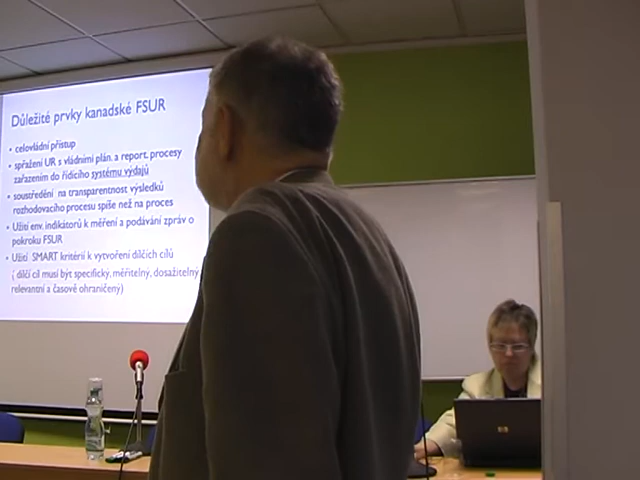 Důležité prvky kanadské FSUR
• celovládní přístup
• spřažení UR s vládními plán. a report. procesy
zařazením do řídícího systému výdajů
• soustředění na transparentnost výsledků
rozhodovacího procesu spíše než na proces
• Užití env. indikátorů k měření a podávání zpráv o
pokroku FSUR
• Užití SMART kritérií k vytvoření dílčích cílů
( dílčí cíl musí být specifický, měřitelný, dosažitelný
relevantní a časově ohraničený)
hp